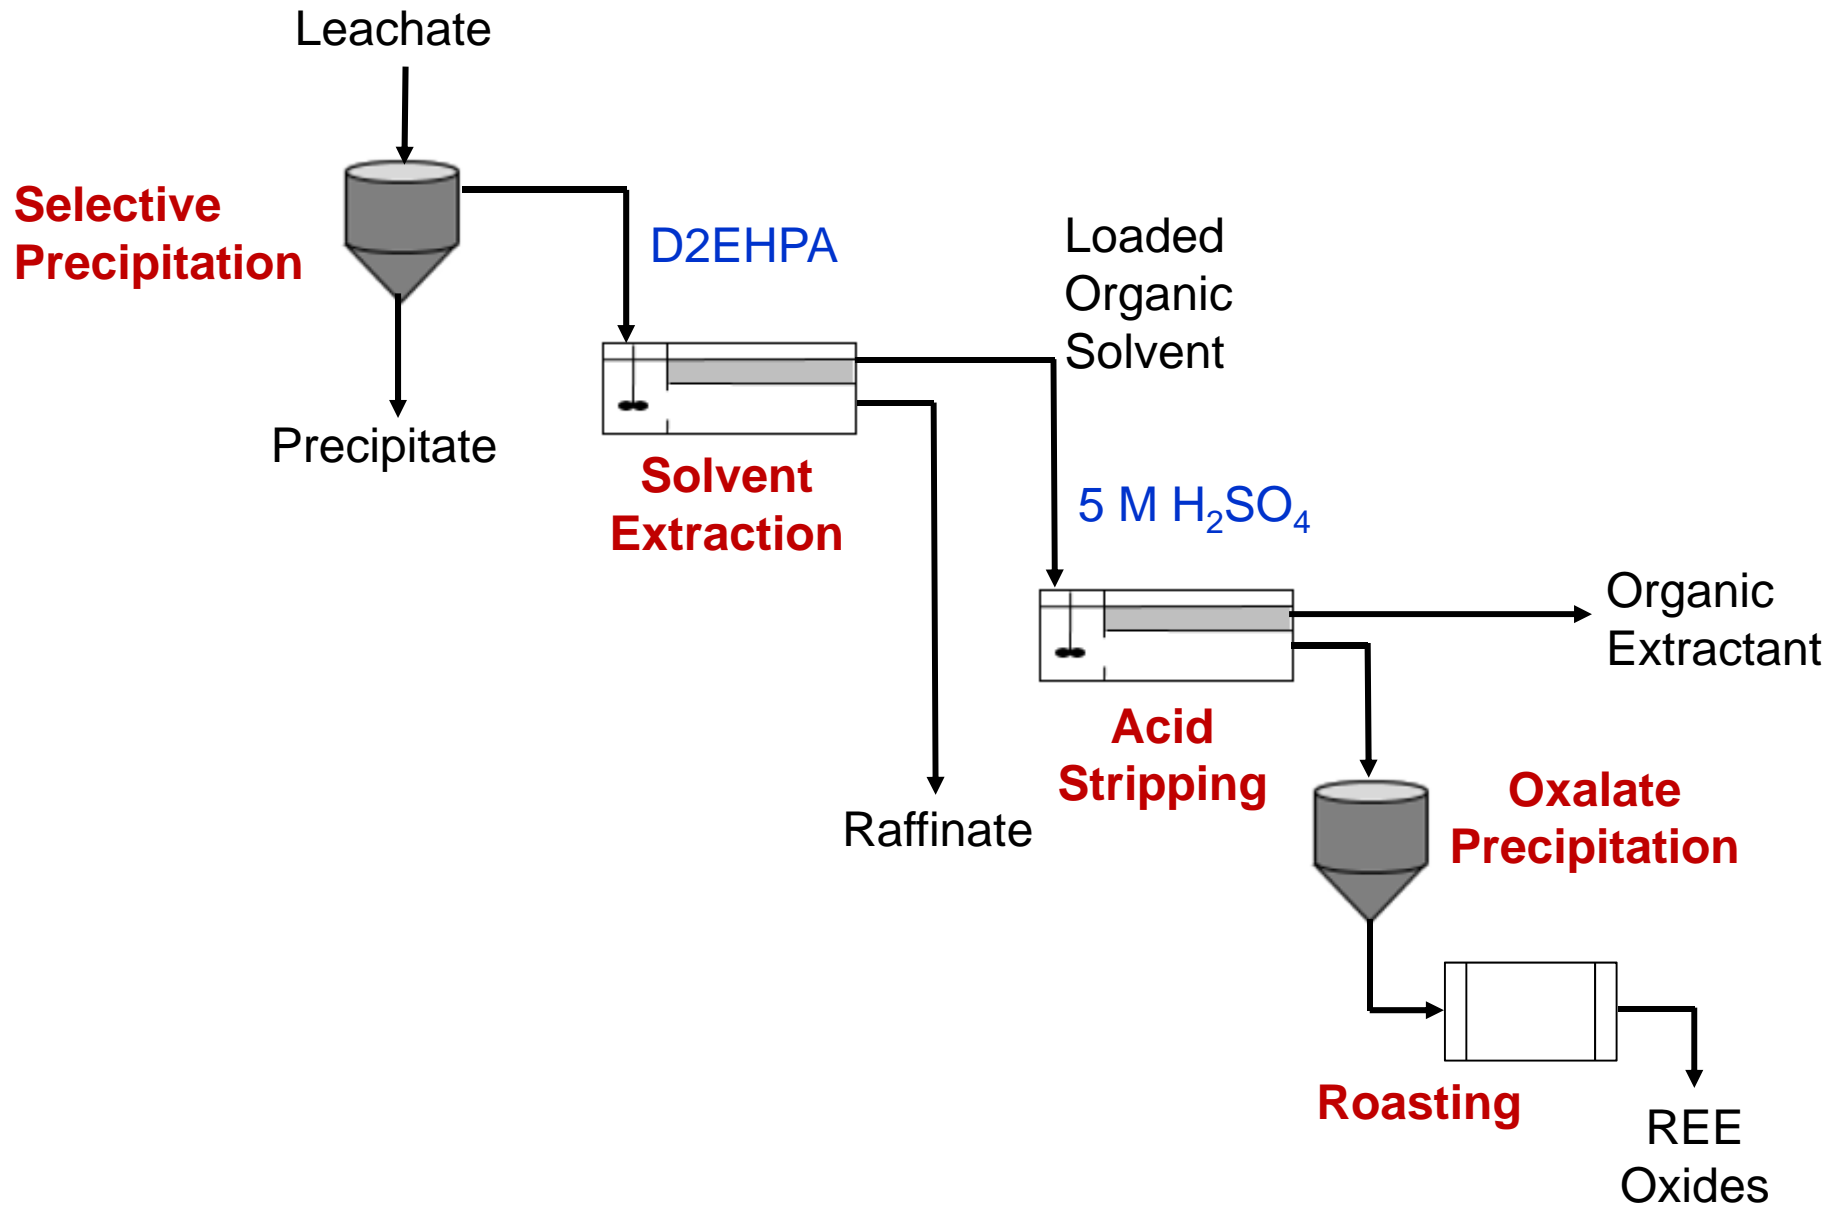 Leachate
Selective
Precipitation
D2EHPA
Loaded
Organic
Solvent
Precipitate
Solvent
Extraction
5 M H₂SO₄
Organic
Extractant
Acid
Stripping
Raffinate
Oxalate
Precipitation
Roasting
REE
Oxides